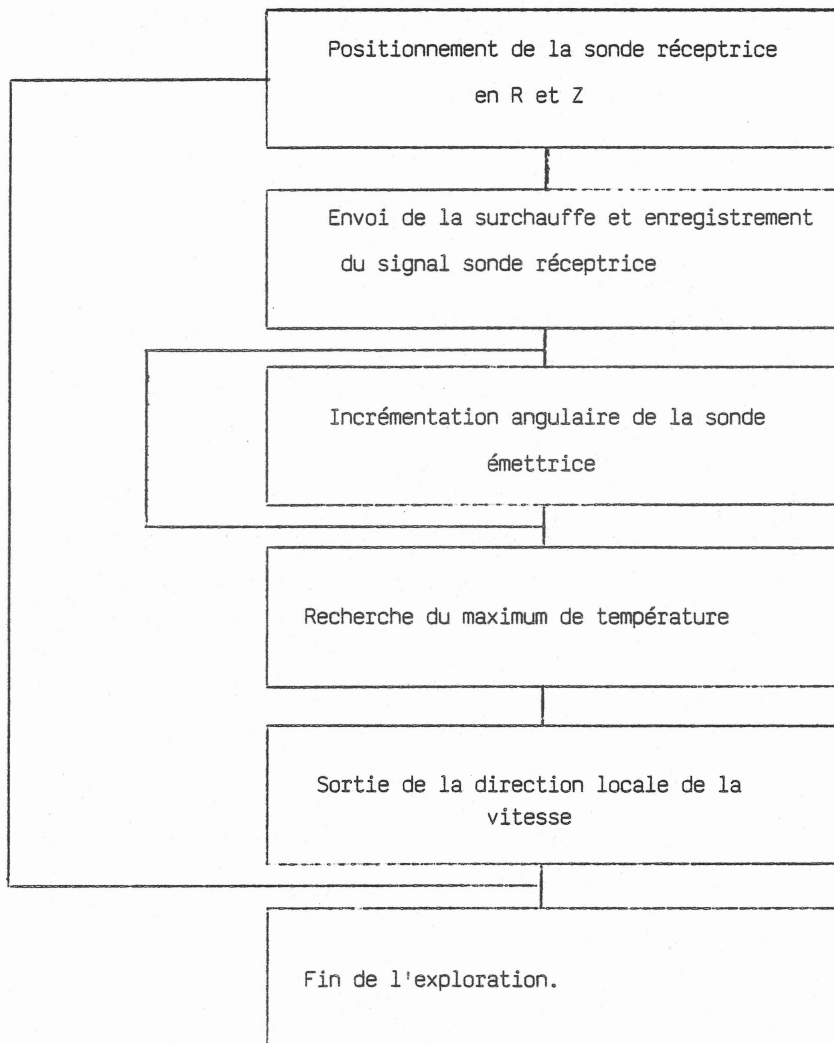 Positionnement de la sonde réceptrice
en R et Z
Envoi de la surchauffe et enregistrement
du signal sonde réceptrice
Incrémentation angulaire de la sonde
émettrice
Recherche du maximum de température
Sortie de la direction locale de la
vitesse
Fin de l'exploration.